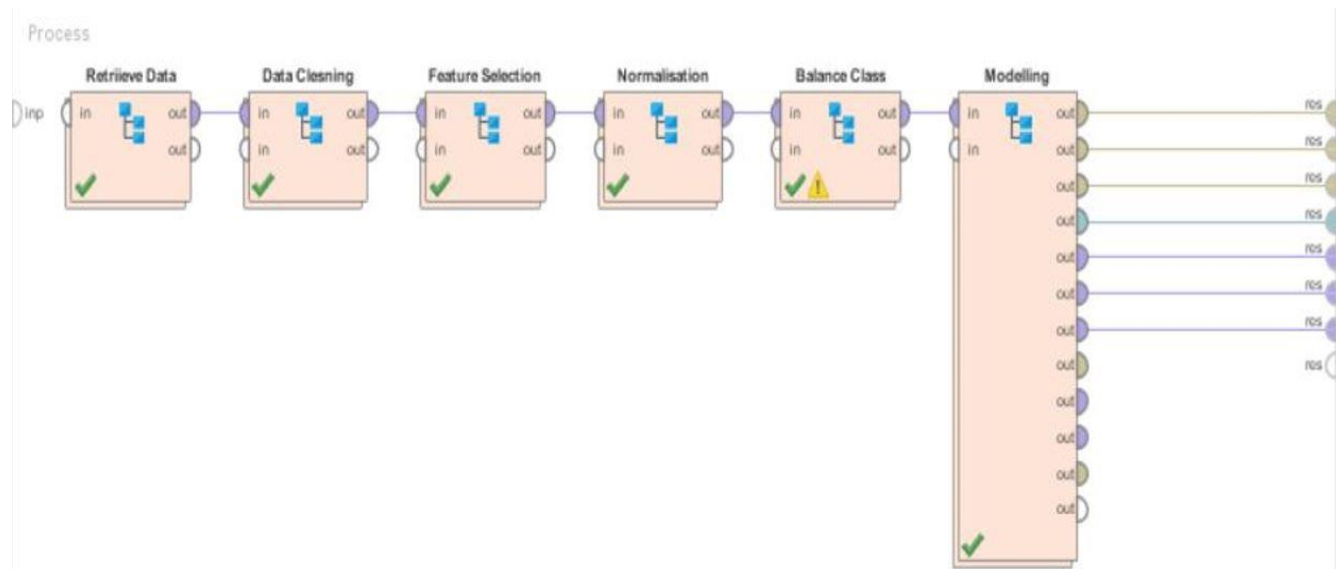 Process
Retriieve Data Data Clesning Feature Selection Normalisation Balance Class Modelling
inp in out in out in out in out in out in out res
in out in out in out in out in out in out res
out res
out res
out res
out res
out res
out res
out
out
out
out